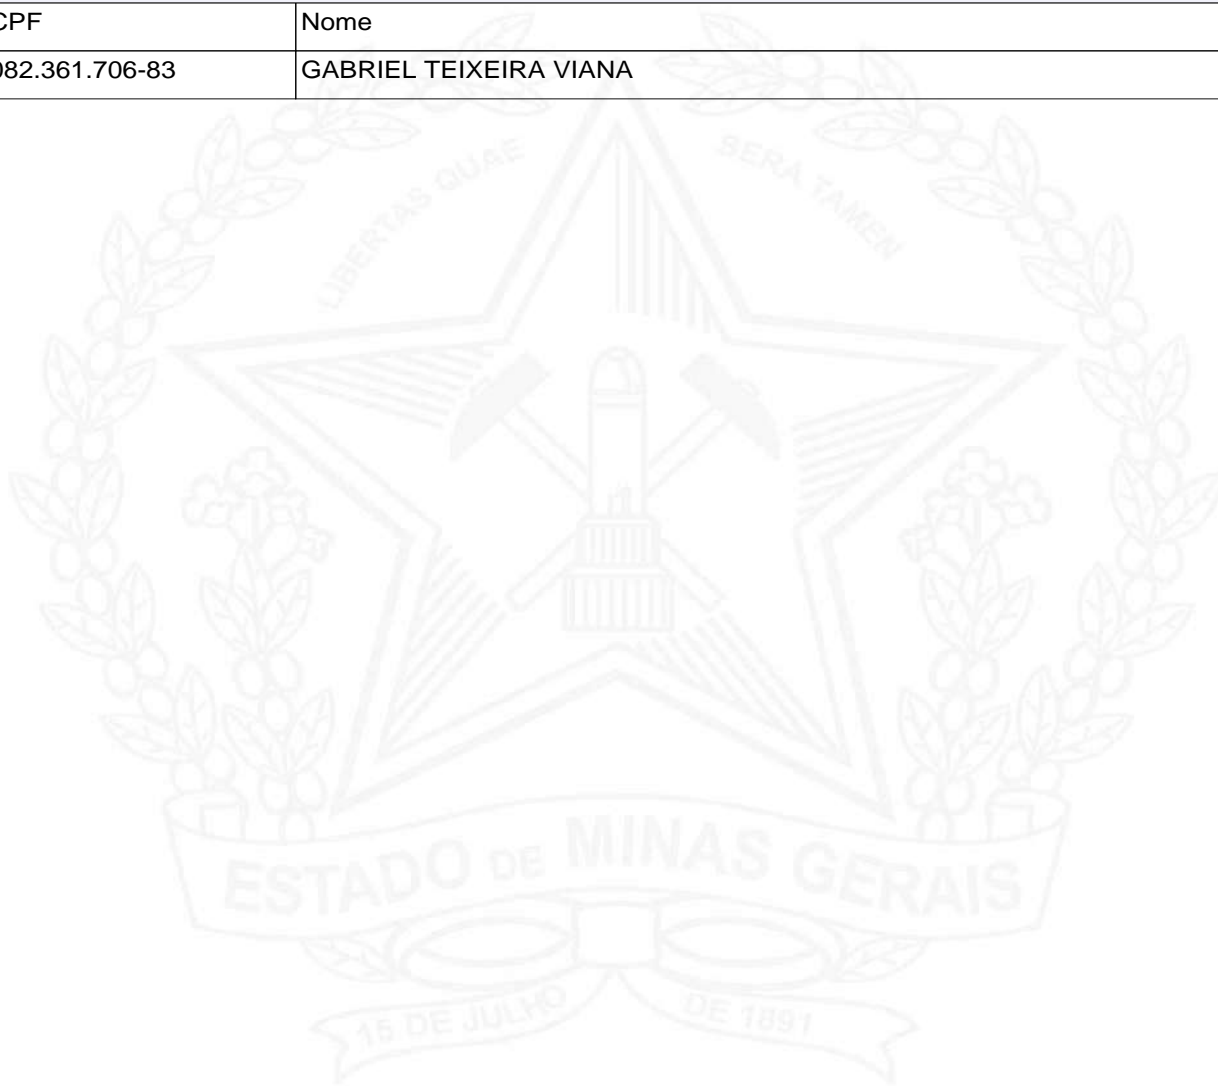 CPF Nome
082.361.706-83 GABRIEL TEIXEIRA VIANA
LIBERTAS QUAE SERA TAMEN
ESTADO DE MINAS GERAIS
15 DE JULHO DE 1891